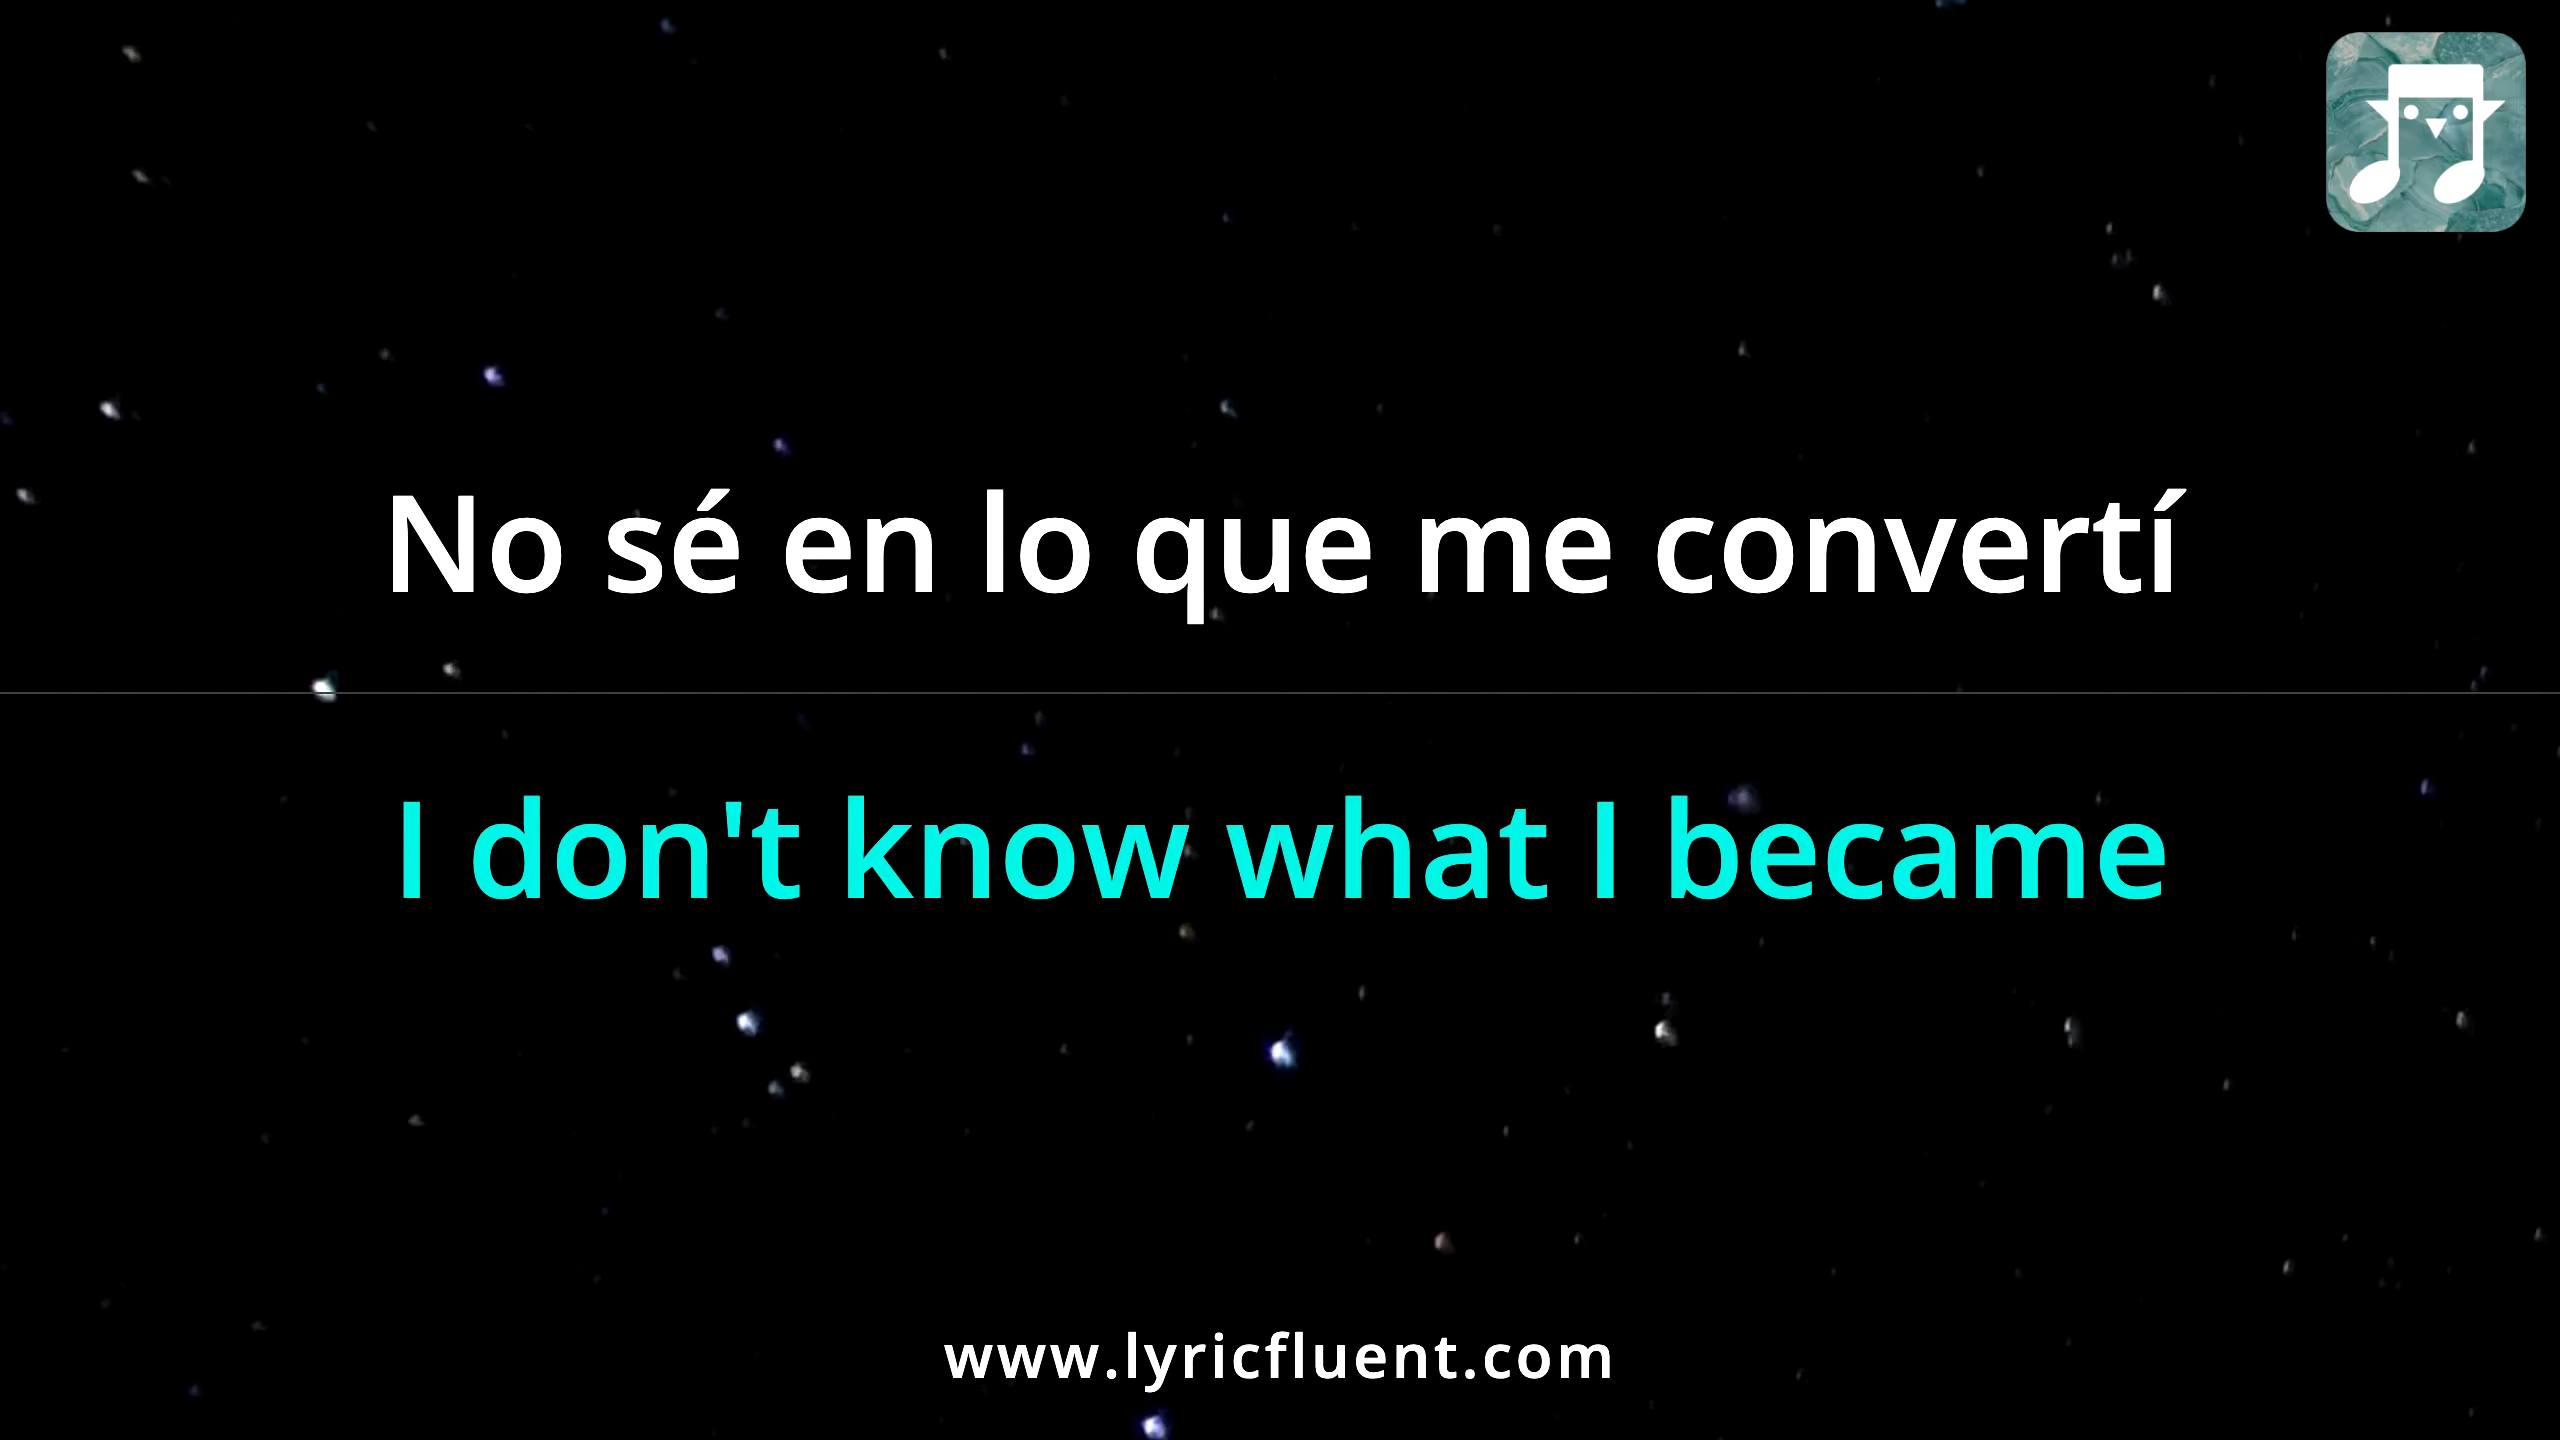 No sé en lo que me convertí
I don't know what I became
www.lyricfluent.com